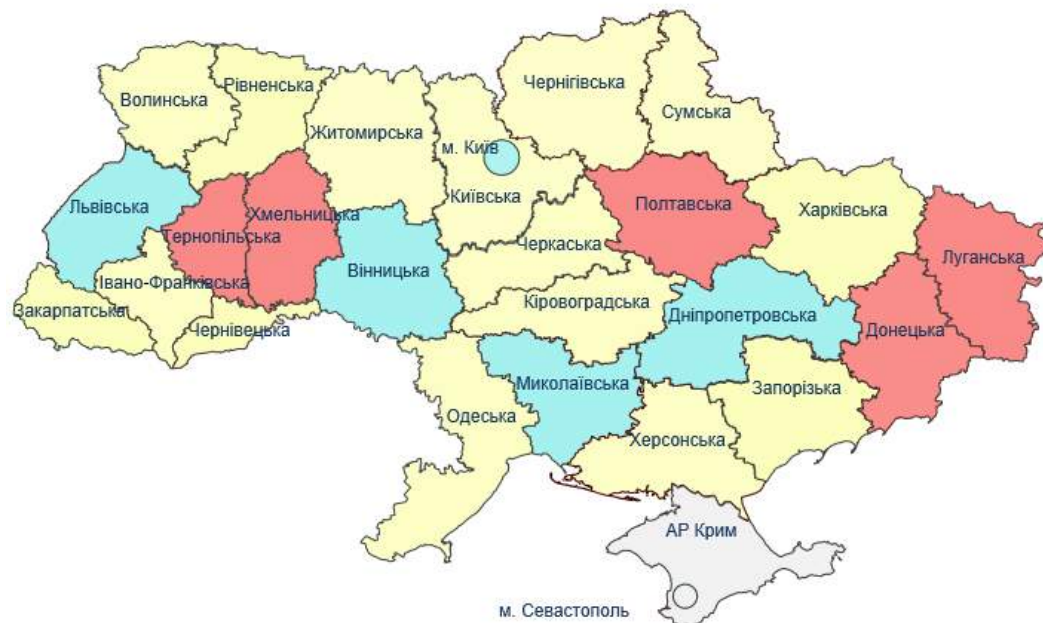 Чернігівська
Рівненська
Волинська
Сумська
Житомирська
м. Київ
Київська
Львівська
Хмельницька
Полтавська
Харківська
Тернопільська
Черкаська
Луганська
Вінницька
Івано-Франківська
Кіровоградська
Закарпатська
Дніпропетровська
Донецька
Чернівецька
Миколаївська
Запорізька
Одеська
Херсонська
АР Крим
м. Севастополь